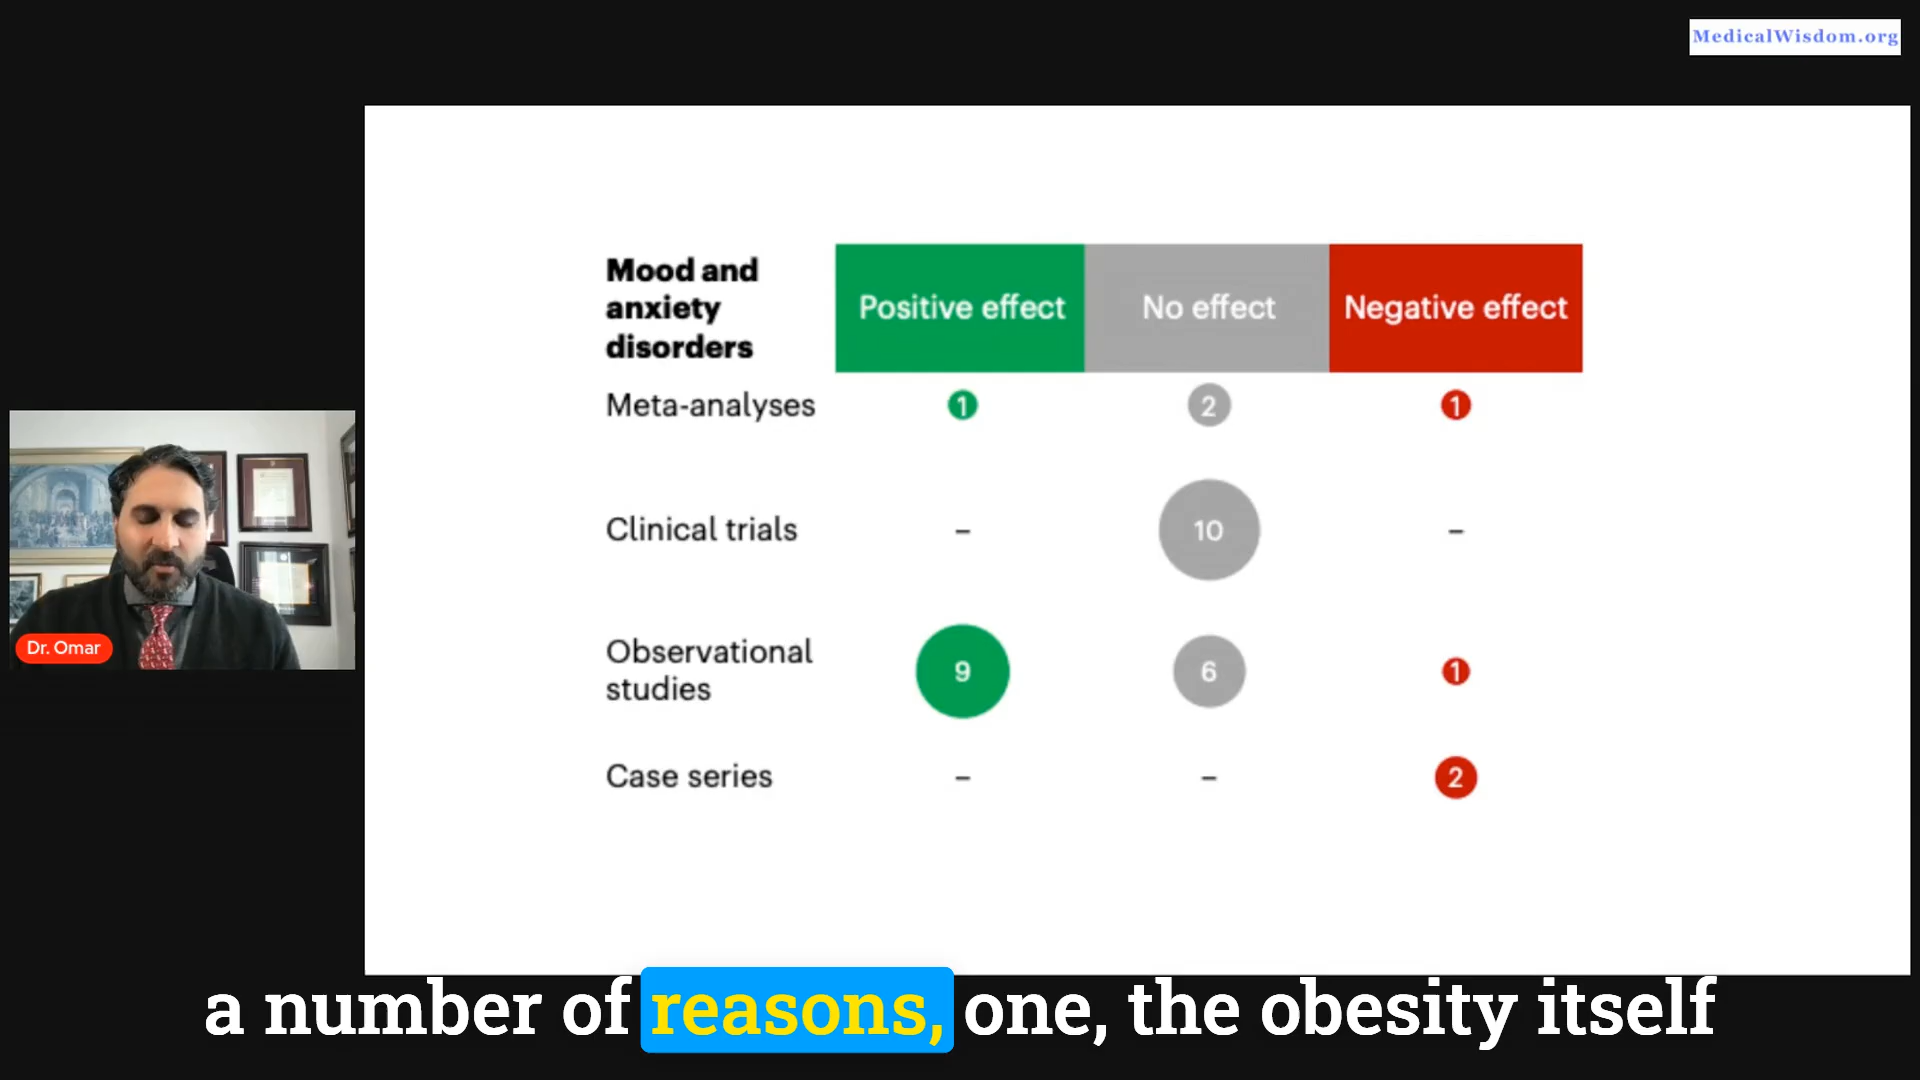 MedicalWisdom.org
Mood and
anxiety
disorders
Positive effect
No effect
Negative effect
Meta-analyses
1
2
1
Clinical trials
–
10
–
Observational
studies
9
6
1
Case series
–
–
2
Dr. Omar
a number of reasons, one, the obesity itself